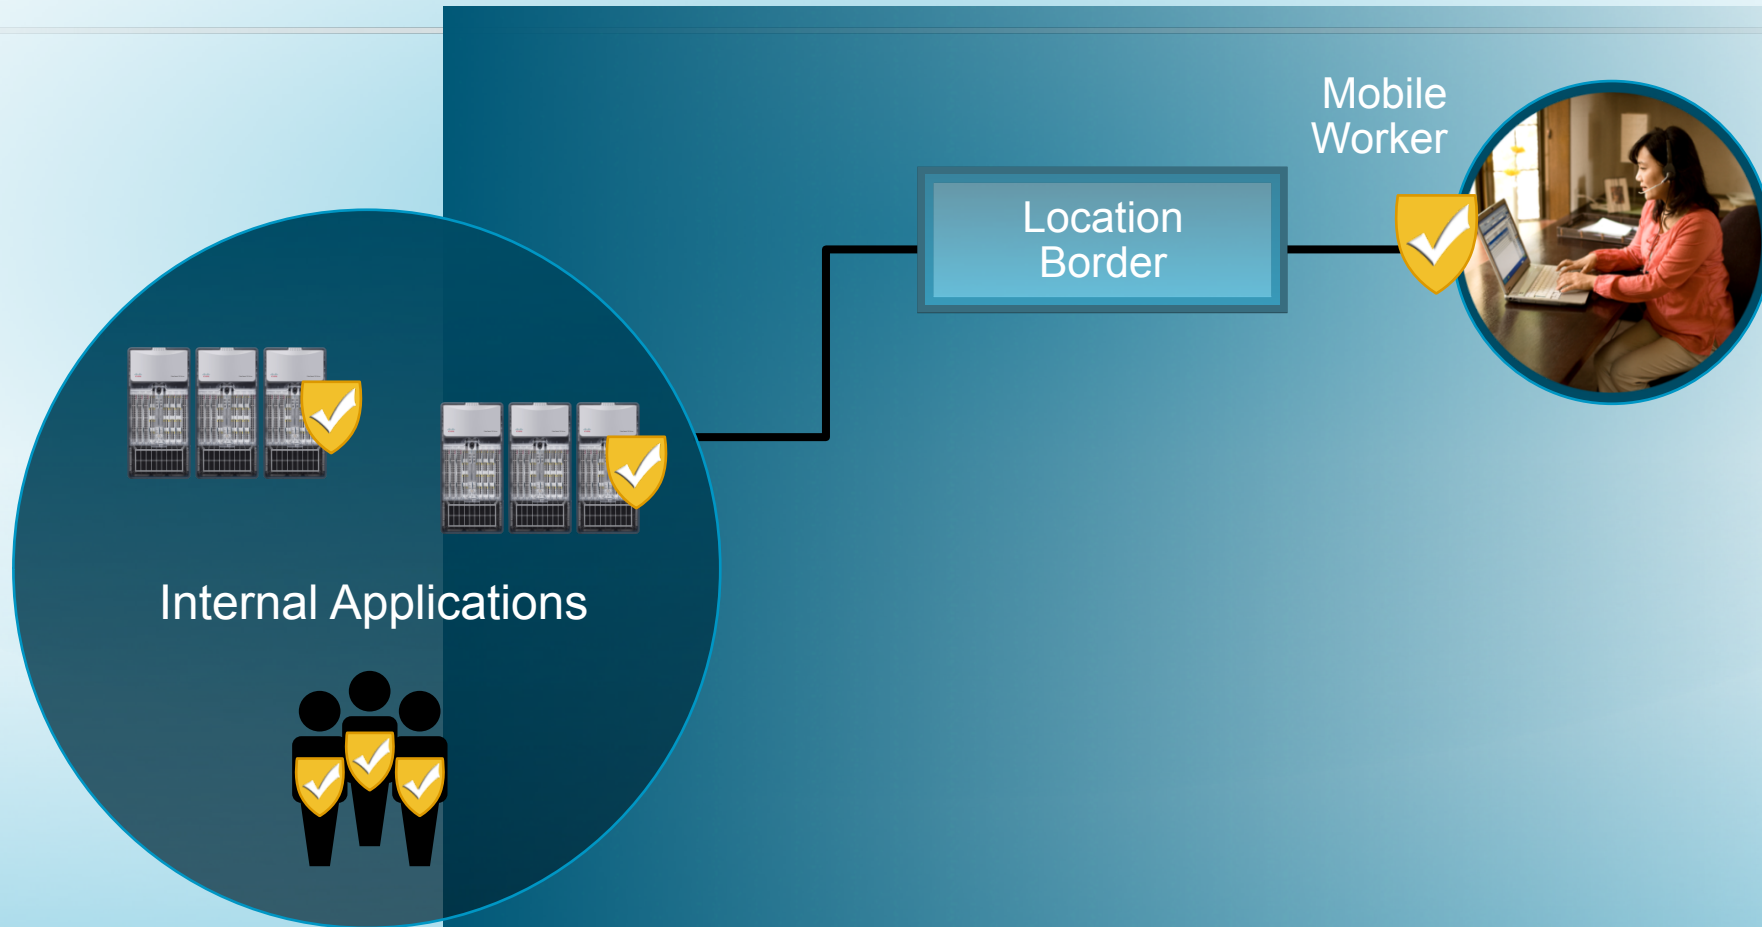 Mobile
Worker
Location
Border
Internal Applications